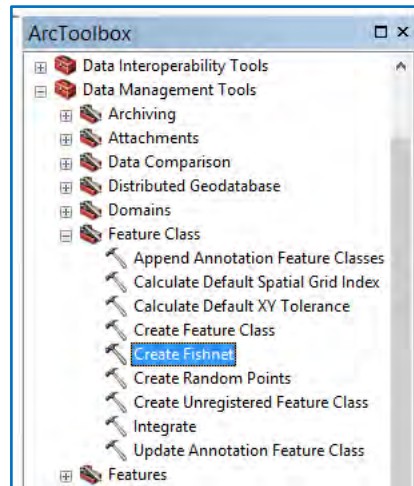 ArcToolbox
Data Interoperability Tools
Data Management Tools
Archiving
Attachments
Data Comparison
Distributed Geodatabase
Domains
Feature Class
Append Annotation Feature Classes
Calculate Default Spatial Grid Index
Calculate Default XY Tolerance
Create Feature Class
Create Fishnet
Create Random Points
Create Unregistered Feature Class
Integrate
Update Annotation Feature Class
Features